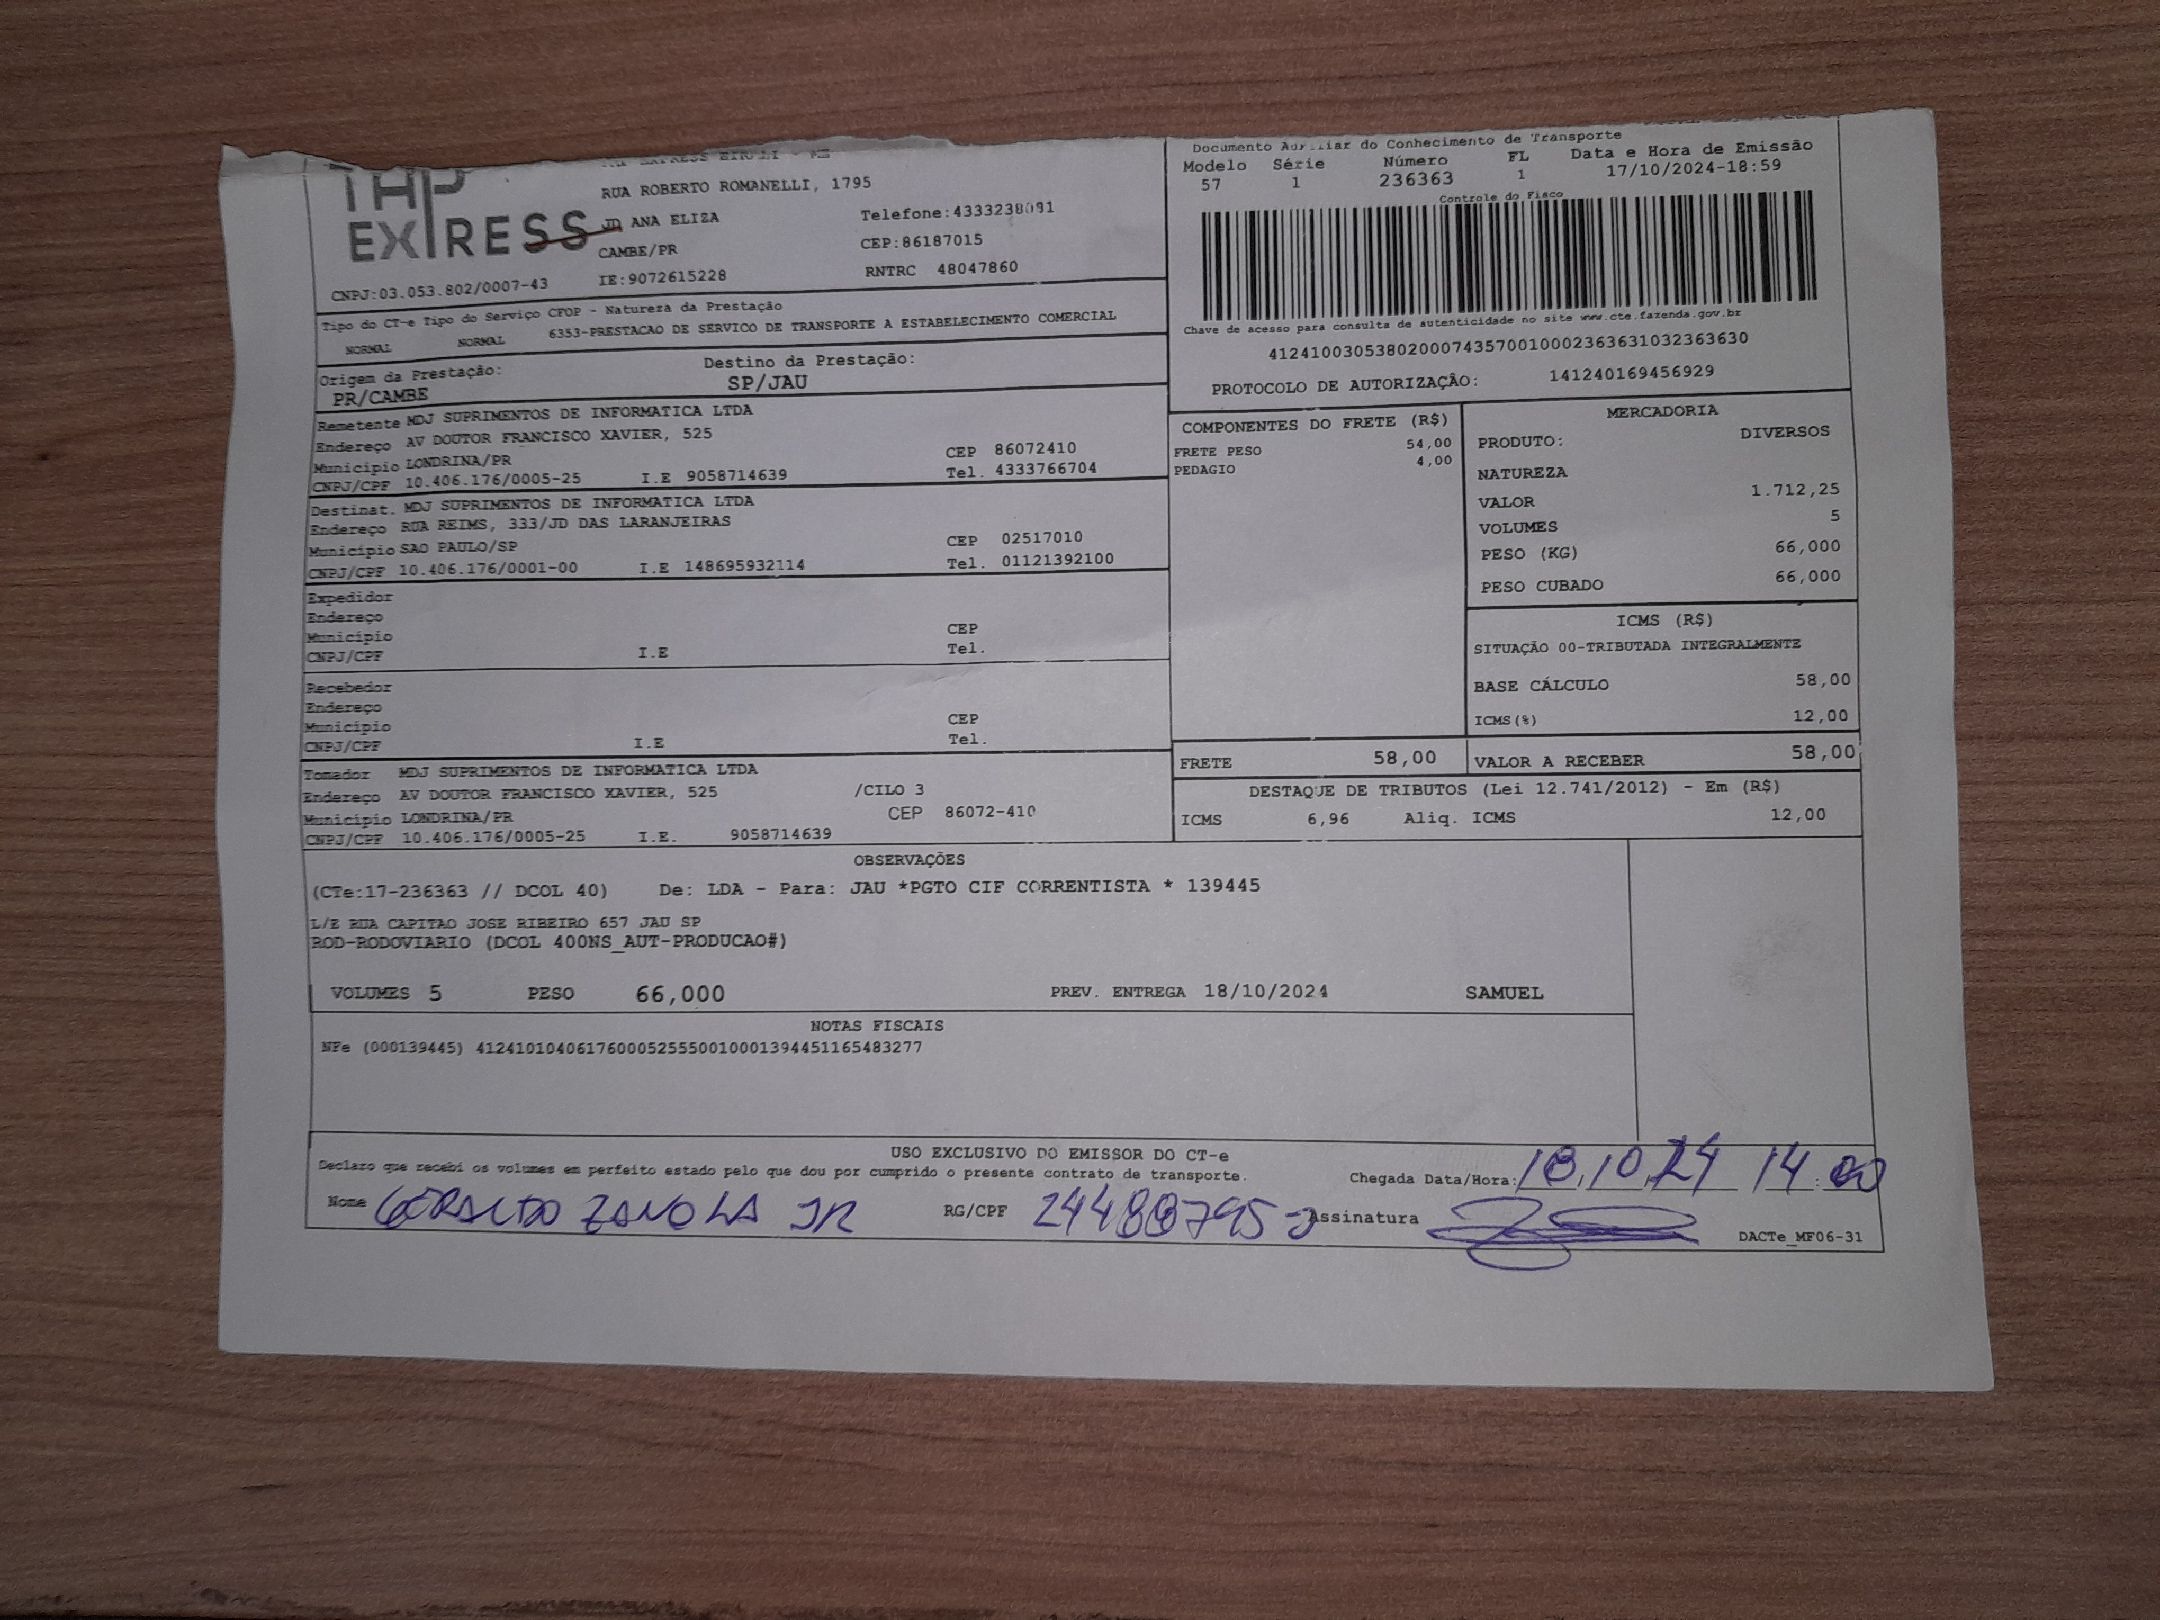 THP
EXPRESS
RUA ROBERTO ROMANELLI, 1795
JD ANA ELIZA
Telefone:4333238091
CAMBE/PR
CEP:86187015
CNPJ:03.053.802/0007-43
IE:9072615228
RNTRC 48047860
Tipo do CT-e Tipo do Serviço CFOP - Natureza da Prestação
NORMAL NORMAL 6353-PRESTACAO DE SERVICO DE TRANSPORTE A ESTABELECIMENTO COMERCIAL
Origem da Prestação: Destino da Prestação:
PR/CAMBE SP/JAU
Remetente MDJ SUPRIMENTOS DE INFORMATICA LTDA
Endereço AV DOUTOR FRANCISCO XAVIER, 525
Município LONDRINA/PR CEP 86072410
CNPJ/CPF 10.406.176/0005-25 I.E 9058714639 Tel. 4333766704
Destinat. MDJ SUPRIMENTOS DE INFORMATICA LTDA
Endereço RUA REIMS, 333/JD DAS LARANJEIRAS
Município SAO PAULO/SP CEP 02517010
CNPJ/CPF 10.406.176/0001-00 I.E 148695932114 Tel. 01121392100
Expedidor
Endereço
Município CEP
CNPJ/CPF I.E Tel.
Recebedor
Endereço
Município CEP
CNPJ/CPF I.E Tel.
Tomador MDJ SUPRIMENTOS DE INFORMATICA LTDA
Endereço AV DOUTOR FRANCISCO XAVIER, 525 /CILO 3
Município LONDRINA/PR CEP 86072-410
CNPJ/CPF 10.406.176/0005-25 I.E. 9058714639
Documento Auxiliar do Conhecimento de Transporte
Modelo Série Número FL Data e Hora de Emissão
57 1 236363 1 17/10/2024-18:59
Controle do Fisco
Chave de acesso para consulta de autenticidade no site www.cte.fazenda.gov.br
41241003053802000743570010002363631032363630
PROTOCOLO DE AUTORIZAÇÃO: 141240169456929
COMPONENTES DO FRETE (R$)
FRETE PESO 54,00
PEDAGIO 4,00
MERCADORIA
PRODUTO: DIVERSOS
NATUREZA
VALOR 1.712,25
VOLUMES 5
PESO (KG) 66,000
PESO CUBADO 66,000
ICMS (R$)
SITUAÇÃO 00-TRIBUTADA INTEGRALMENTE
BASE CÁLCULO 58,00
ICMS(%) 12,00
FRETE 58,00 VALOR A RECEBER 58,00
DESTAQUE DE TRIBUTOS (Lei 12.741/2012) - Em (R$)
ICMS 6,96 Aliq. ICMS 12,00
OBSERVAÇÕES
(CTe:17-236363 // DCOL 40) De: LDA - Para: JAU *PGTO CIF CORRENTISTA * 139445
L/E RUA CAPITAO JOSE RIBEIRO 657 JAU SP
ROD-RODOVIARIO (DCOL 400NS_AUT-PRODUCAO#)
VOLUMES 5 PESO 66,000 PREV. ENTREGA 18/10/2024 SAMUEL
NOTAS FISCAIS
NFe (000139445) 41241010406176000525550010001394451165483277
USO EXCLUSIVO DO EMISSOR DO CT-e
Declaro que recebi os volumes em perfeito estado pelo que dou por cumprido o presente contrato de transporte.
Chegada Data/Hora: 18,10,24 14:00
Nome GERALDO ZANOLA JR RG/CPF 24488795-2 Assinatura
DACTe_MF06-31